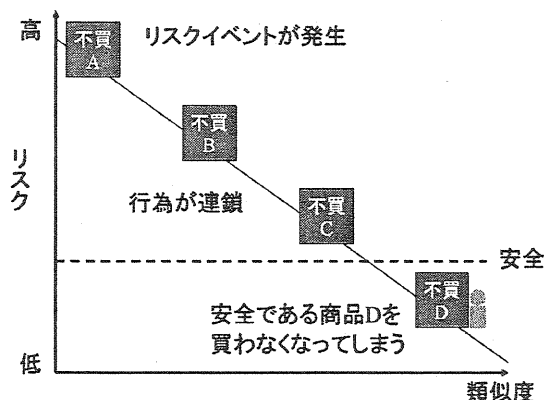 高
不買
A
リスクイベントが発生
不買
B
リスク
行為が連鎖
不買
C
安全
不買
D
安全である商品Dを
買わなくなってしまう
低
類似度